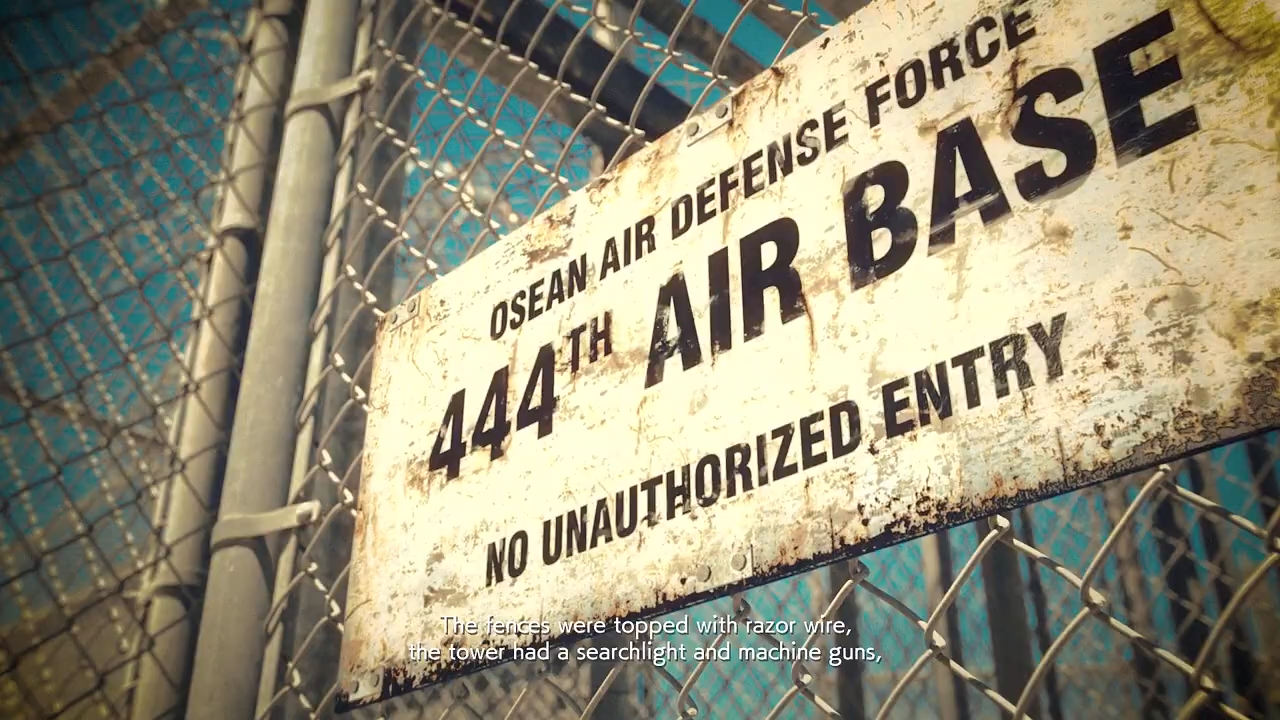 OSEAN AIR DEFENSE FORCE
444TH AIR BASE
NO UNAUTHORIZED ENTRY
The fences were topped with razor wire,
the tower had a searchlight and machine guns,